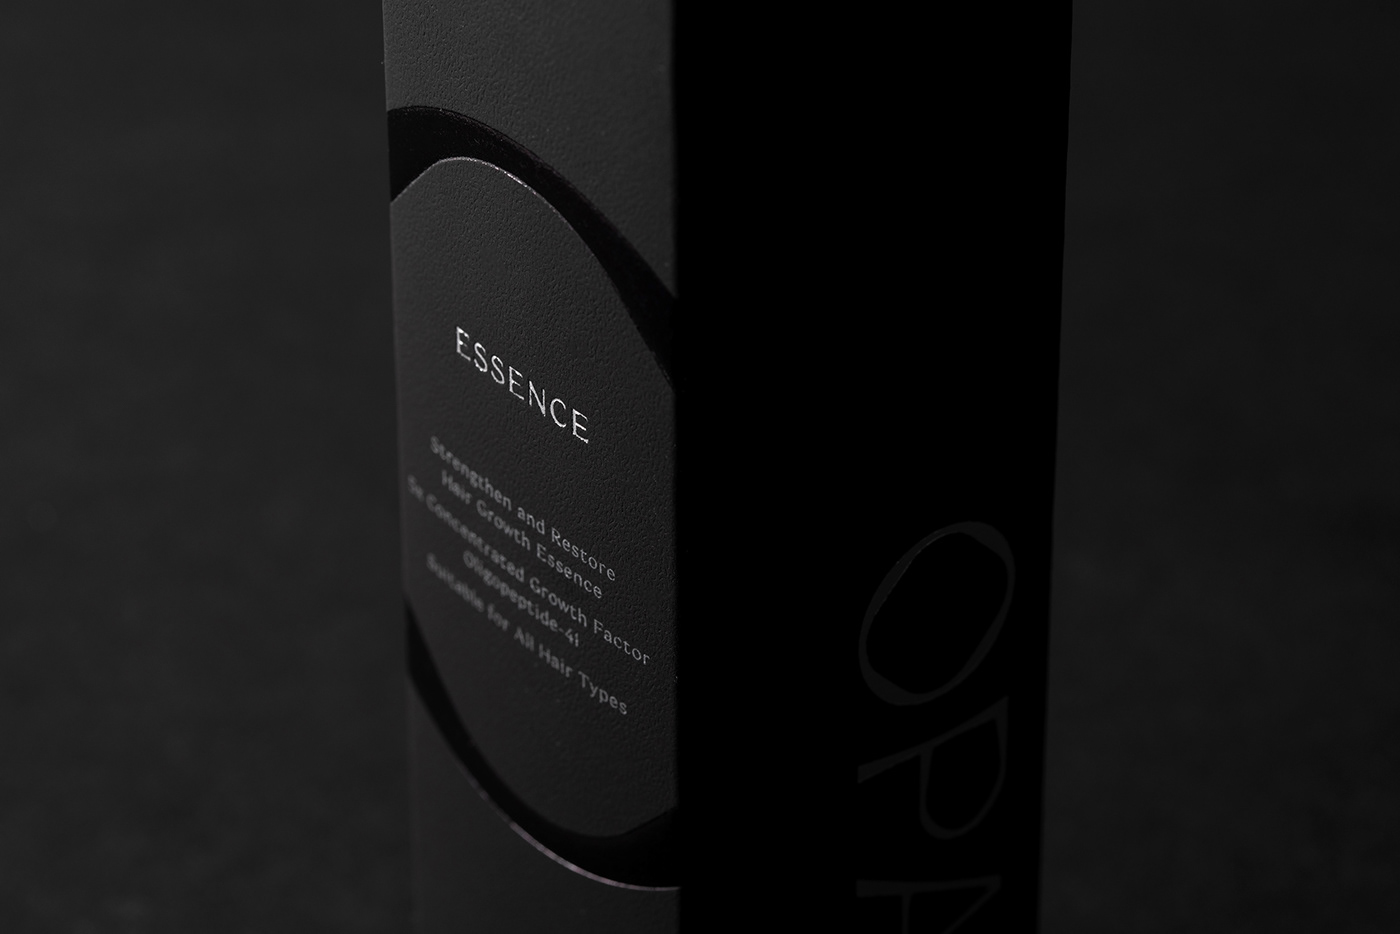 ESSENCE
Strengthen and Restore
Hair Growth Essence
5x Concentrated Growth Factor
Oligopeptide-41
Suitable for All Hair Types
OPA